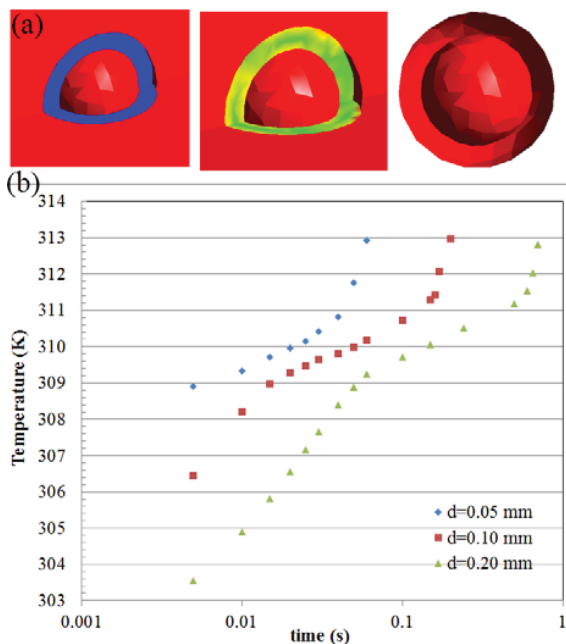 (a)
(b)
314
313
312
311
310
309
308
307
306
305
304
303
Temperature (K)
d=0.05 mm
d=0.10 mm
d=0.20 mm
0.001
0.01
0.1
1
time (s)